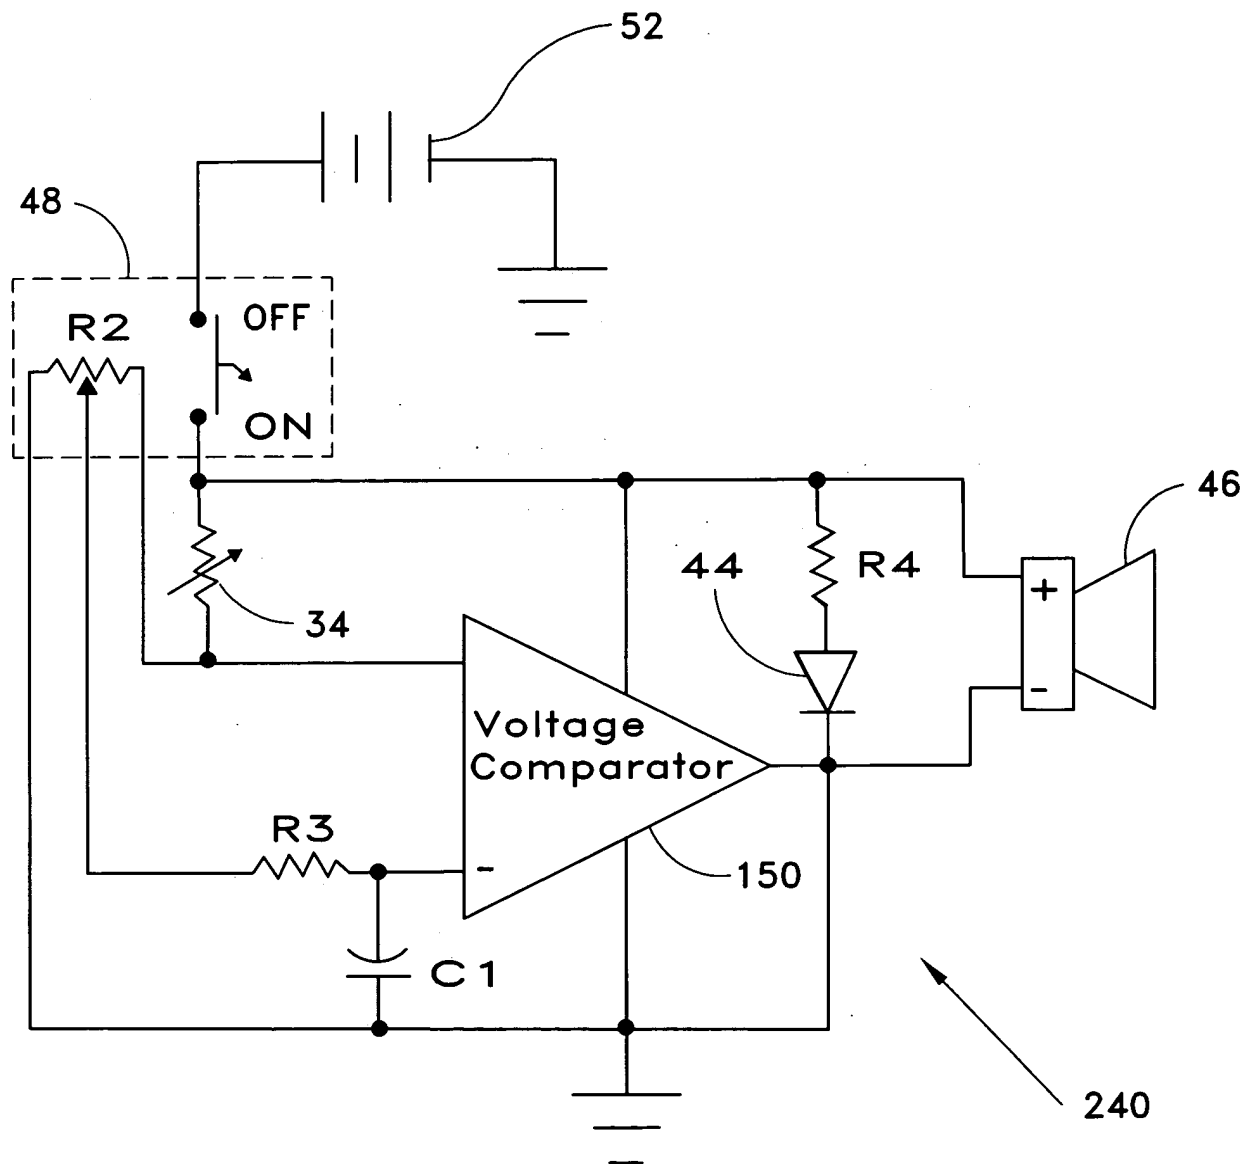 52
48
OFF
R2
ON
46
44
R4
+
34
-
Voltage
Comparator
R3
-
150
C1
240